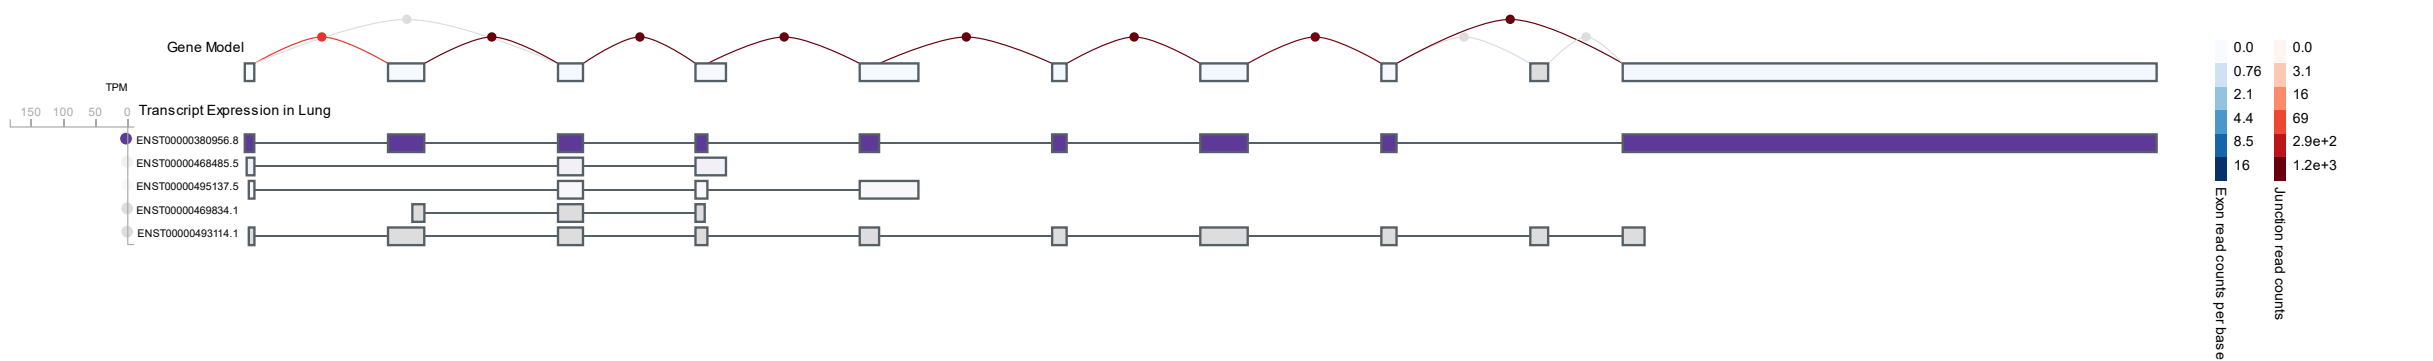 Gene Model
TPM
150 100 50 0
Transcript Expression in Lung
ENST00000380956.8
ENST00000468485.5
ENST00000495137.5
ENST00000469834.1
ENST00000493114.1
0.0
0.76
2.1
4.4
8.5
16
Exon read counts per base
0.0
3.1
16
69
2.9e+2
1.2e+3
Junction read counts